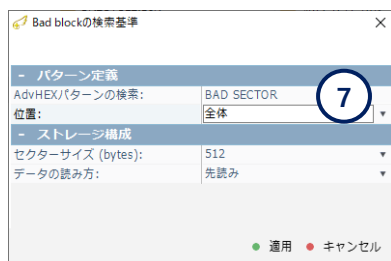 Bad blockの検索基準
- パターン定義
AdvHEXパターンの検索: BAD SECTOR
位置: 全体
7
- ストレージ構成
セクターサイズ (bytes): 512
データの読み方: 先読み
適用 キャンセル